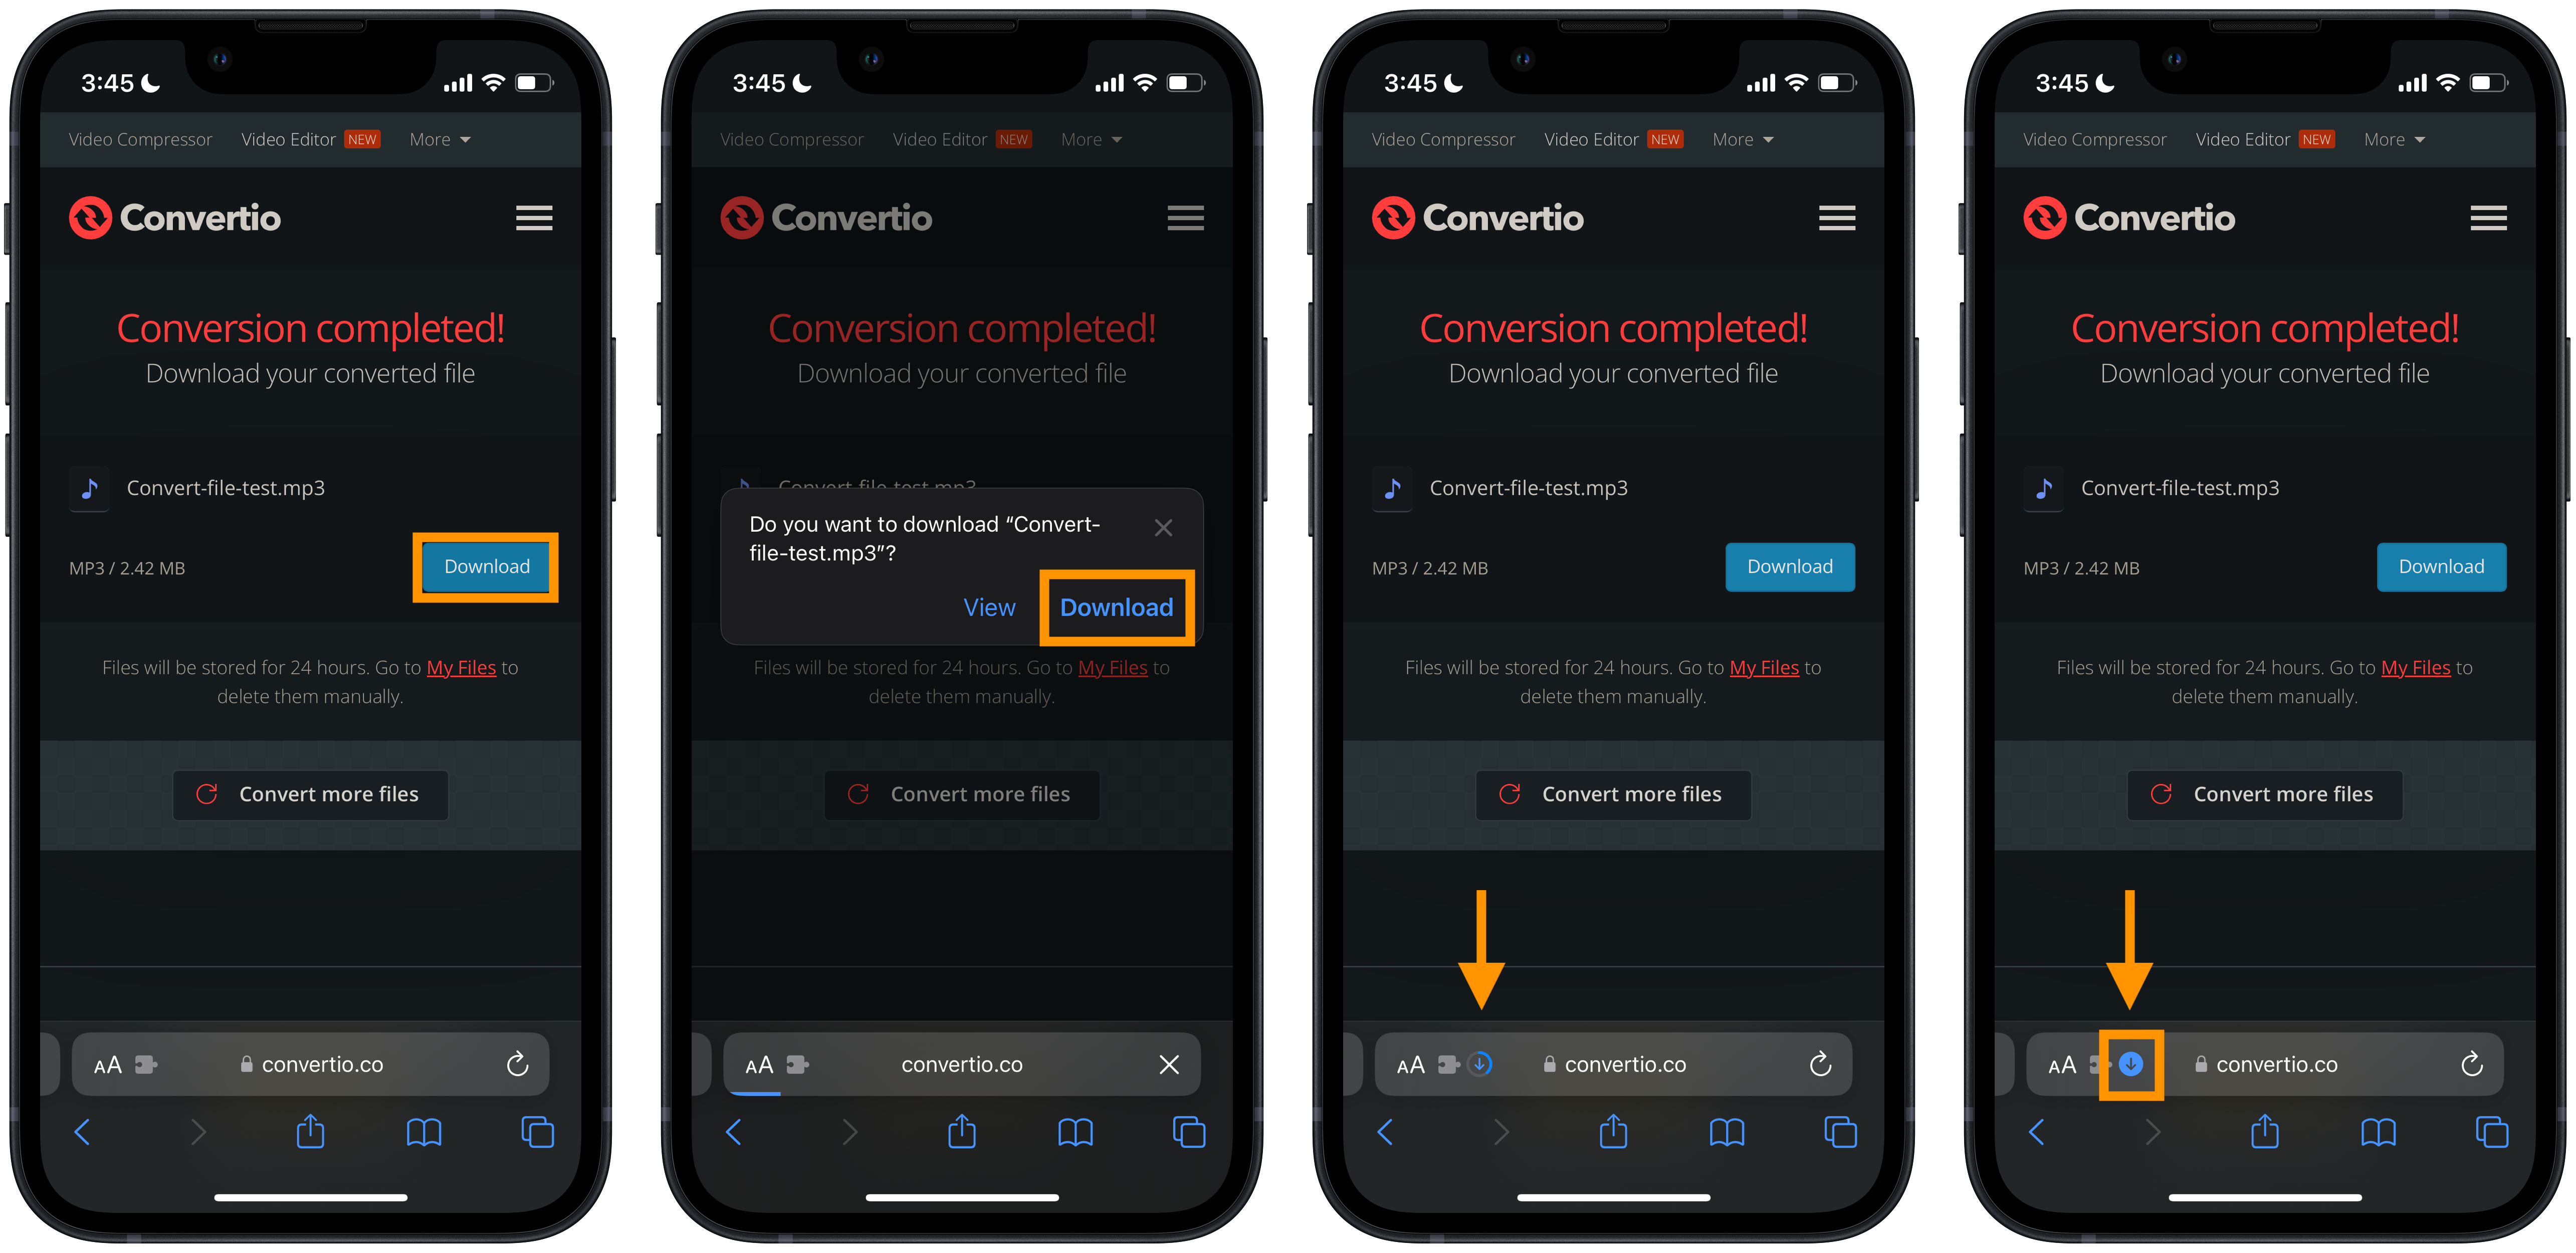 3:45
Video Compressor Video Editor NEW More
Convertio
Conversion completed!
Download your converted file
Convert-file-test.mp3
MP3 / 2.42 MB Download
Files will be stored for 24 hours. Go to My Files to
delete them manually.
Convert more files
AA convertio.co
3:45
Video Compressor Video Editor NEW More
Convertio
Conversion completed!
Download your converted file
Convert-file-test.mp3
Do you want to download “Convert-
file-test.mp3”?
View Download
Files will be stored for 24 hours. Go to My Files to
delete them manually.
Convert more files
AA convertio.co
3:45
Video Compressor Video Editor NEW More
Convertio
Conversion completed!
Download your converted file
Convert-file-test.mp3
MP3 / 2.42 MB Download
Files will be stored for 24 hours. Go to My Files to
delete them manually.
Convert more files
AA convertio.co
3:45
Video Compressor Video Editor NEW More
Convertio
Conversion completed!
Download your converted file
Convert-file-test.mp3
MP3 / 2.42 MB Download
Files will be stored for 24 hours. Go to My Files to
delete them manually.
Convert more files
AA convertio.co